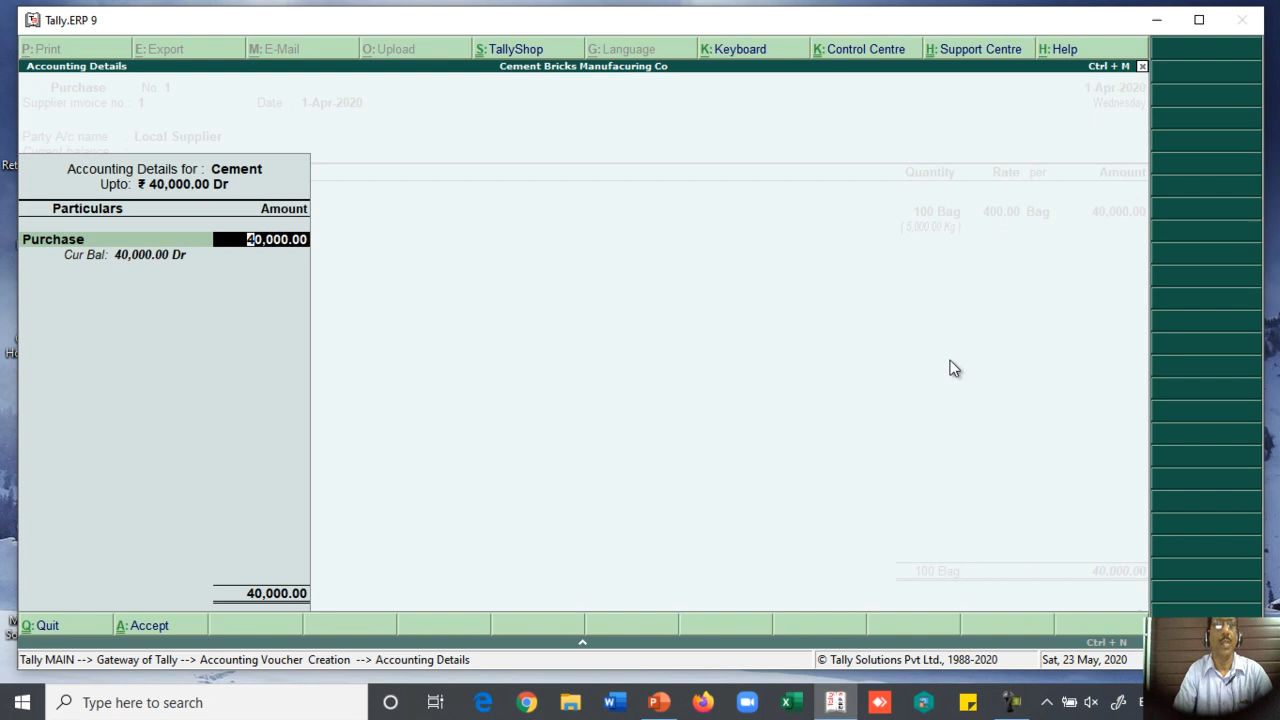 Tally.ERP 9
P: Print E: Export M: E-Mail O: Upload S: TallyShop G: Language K: Keyboard K: Control Centre H: Support Centre H: Help
Accounting Details Cement Bricks Manufacuring Co Ctrl + M
Purchase No. 1 1-Apr-2020
Supplier invoice no : 1 Date 1-Apr-2020 Wednesday
Party A/c name : Local Supplier
Current balance :
Accounting Details for : Cement
Upto: ₹ 40,000.00 Dr
Quantity Rate per Amount
Particulars Amount
100 Bag 400.00 Bag 40,000.00
( 5,000.00 Kg )
Purchase 40,000.00
Cur Bal: 40,000.00 Dr
100 Bag 40,000.00
40,000.00
Q: Quit A: Accept
Ctrl + N
Tally MAIN --> Gateway of Tally --> Accounting Voucher Creation --> Accounting Details © Tally Solutions Pvt Ltd., 1988-2020 Sat, 23 May, 2020
Type here to search